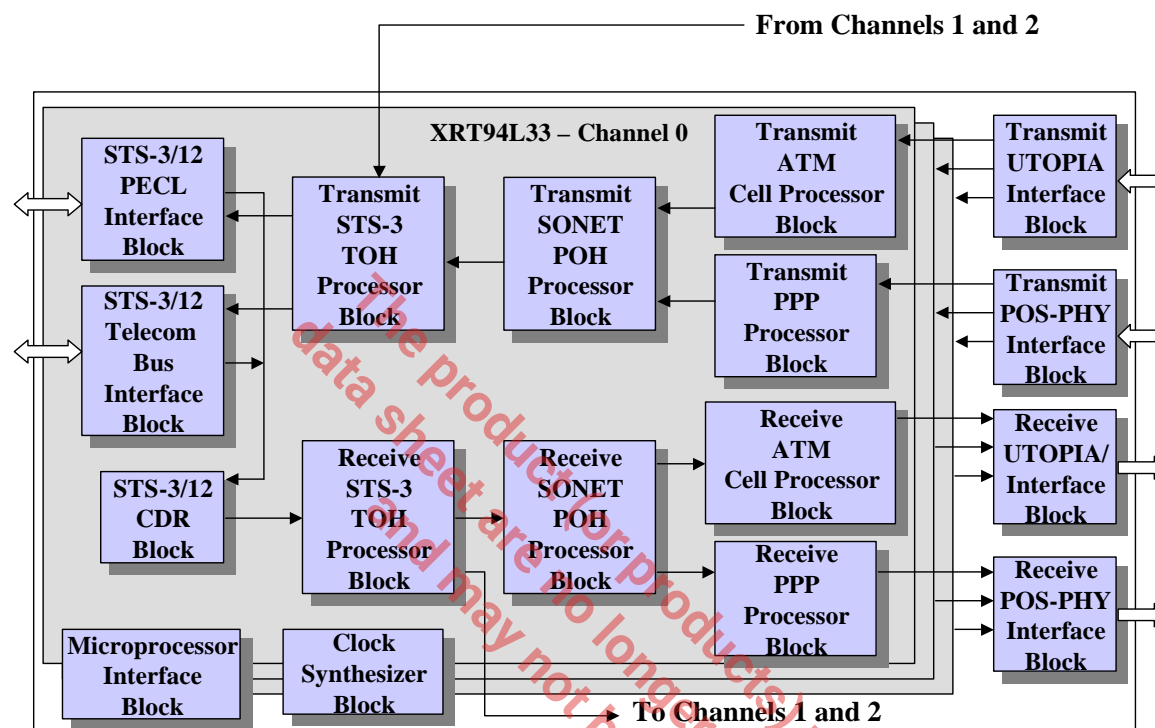 From Channels 1 and 2
XRT94L33 – Channel 0
STS-3/12
PECL
Interface
Block
Transmit
STS-3
TOH
Processor
Block
Transmit
SONET
POH
Processor
Block
Transmit
ATM
Cell Processor
Block
Transmit
UTOPIA
Interface
Block
STS-3/12
Telecom
Bus
Interface
Block
Transmit
PPP
Processor
Block
Transmit
POS-PHY
Interface
Block
STS-3/12
CDR
Block
Receive
STS-3
TOH
Processor
Block
Receive
SONET
POH
Processor
Block
Receive
ATM
Cell Processor
Block
Receive
UTOPIA/
Interface
Block
Receive
PPP
Processor
Block
Receive
POS-PHY
Interface
Block
Microprocessor
Interface
Block
Clock
Synthesizer
Block
To Channels 1 and 2
The product (or products)
data sheet are no longer
and may not